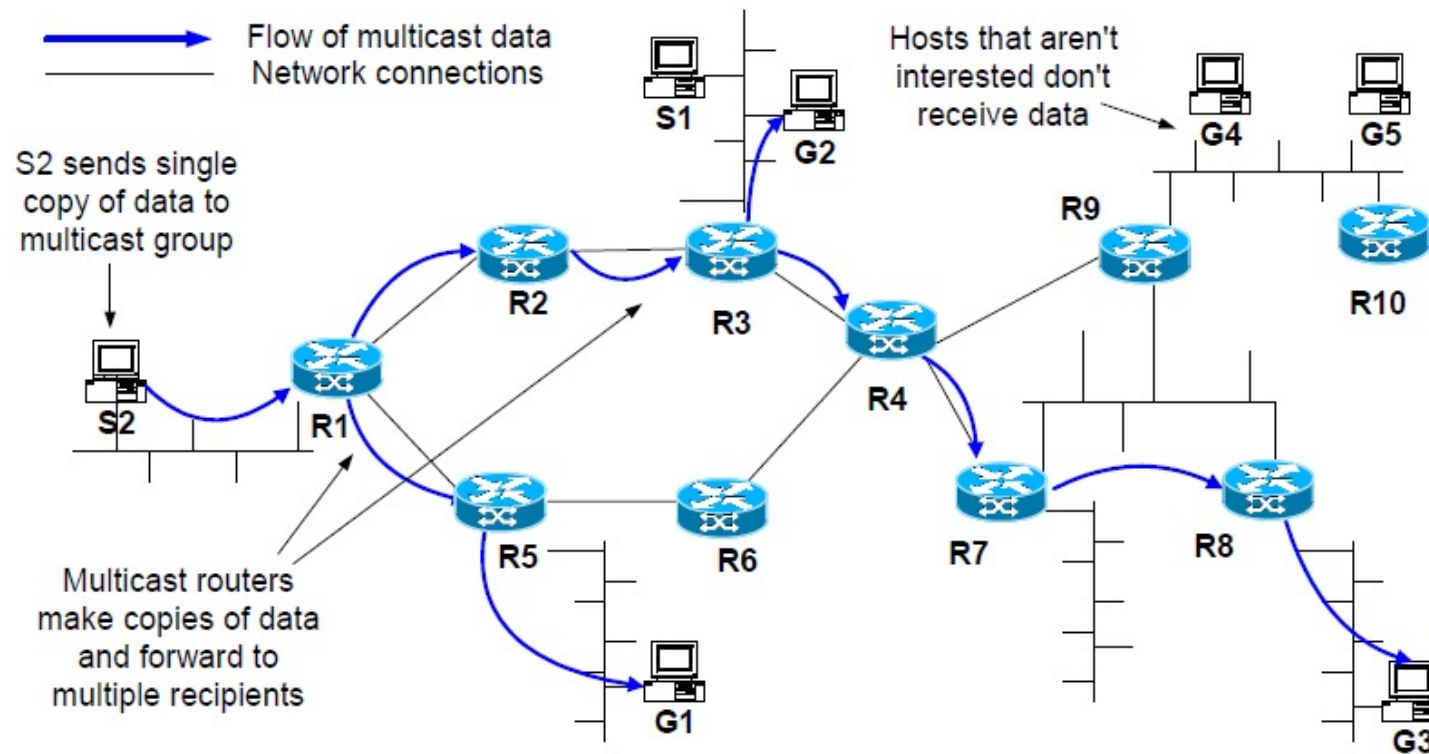 Flow of multicast data
Network connections
Hosts that aren't
interested don't
receive data
S1
G2
G4
G5
S2 sends single
copy of data to
multicast group
R9
R2
R3
R10
R4
S2
R1
R5
R6
R7
R8
Multicast routers
make copies of data
and forward to
multiple recipients
G1
G3